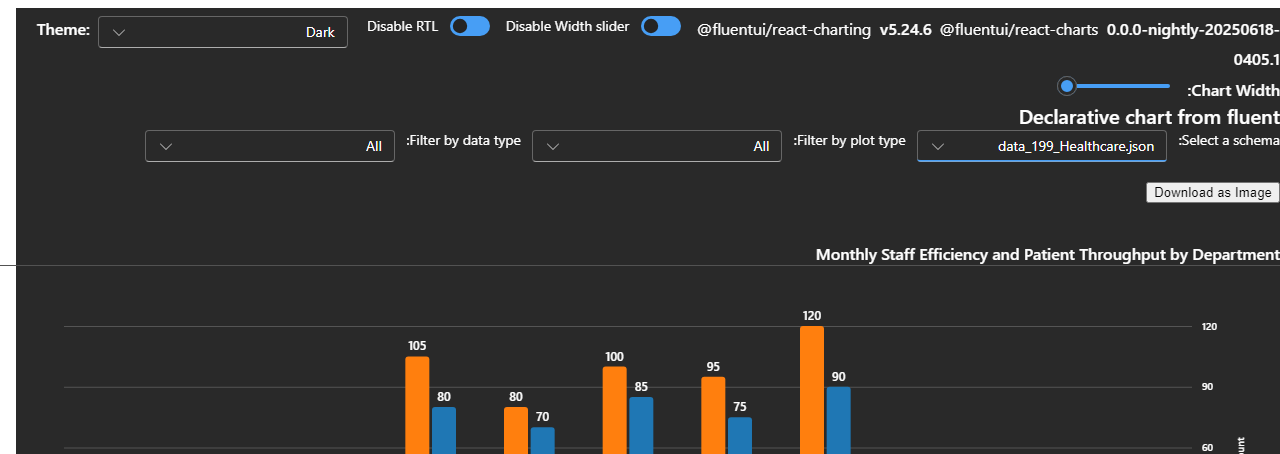 Theme: Dark Disable RTL Disable Width slider @fluentui/react-charting v5.24.6 @fluentui/react-charts 0.0.0-nightly-20250618-
0405.1
:Chart Width
Declarative chart from fluent
:Select a schema data_199_Healthcare.json :Filter by plot type All :Filter by data type All
Download as Image
Monthly Staff Efficiency and Patient Throughput by Department
120
120
105
100
95
90
90
80
80
85
75
70
60